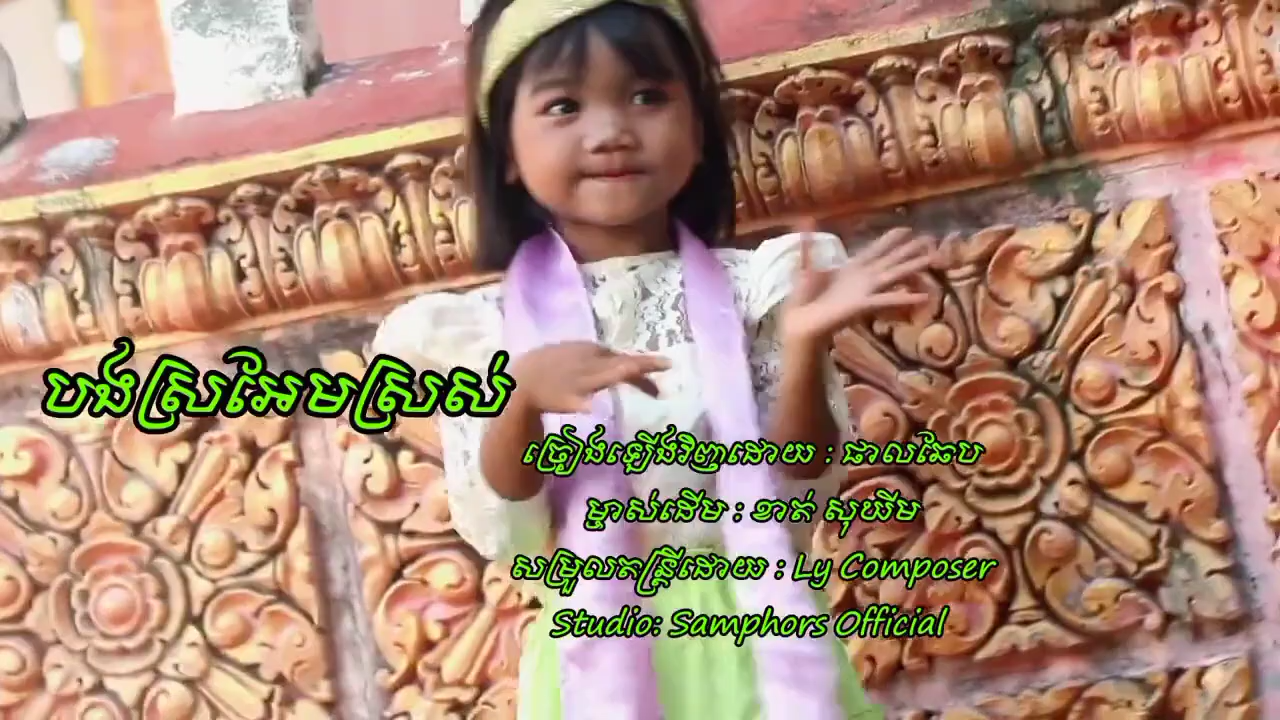 បងស្រអែមស្រស់
ច្រៀងឡើងវិញដោយ : ផាលឆែប
ម្ចាស់ដើម : ខាត់ សុឃីម
សម្រួលតន្ត្រីដោយ : Ly Composer
Studio: Samphors Official